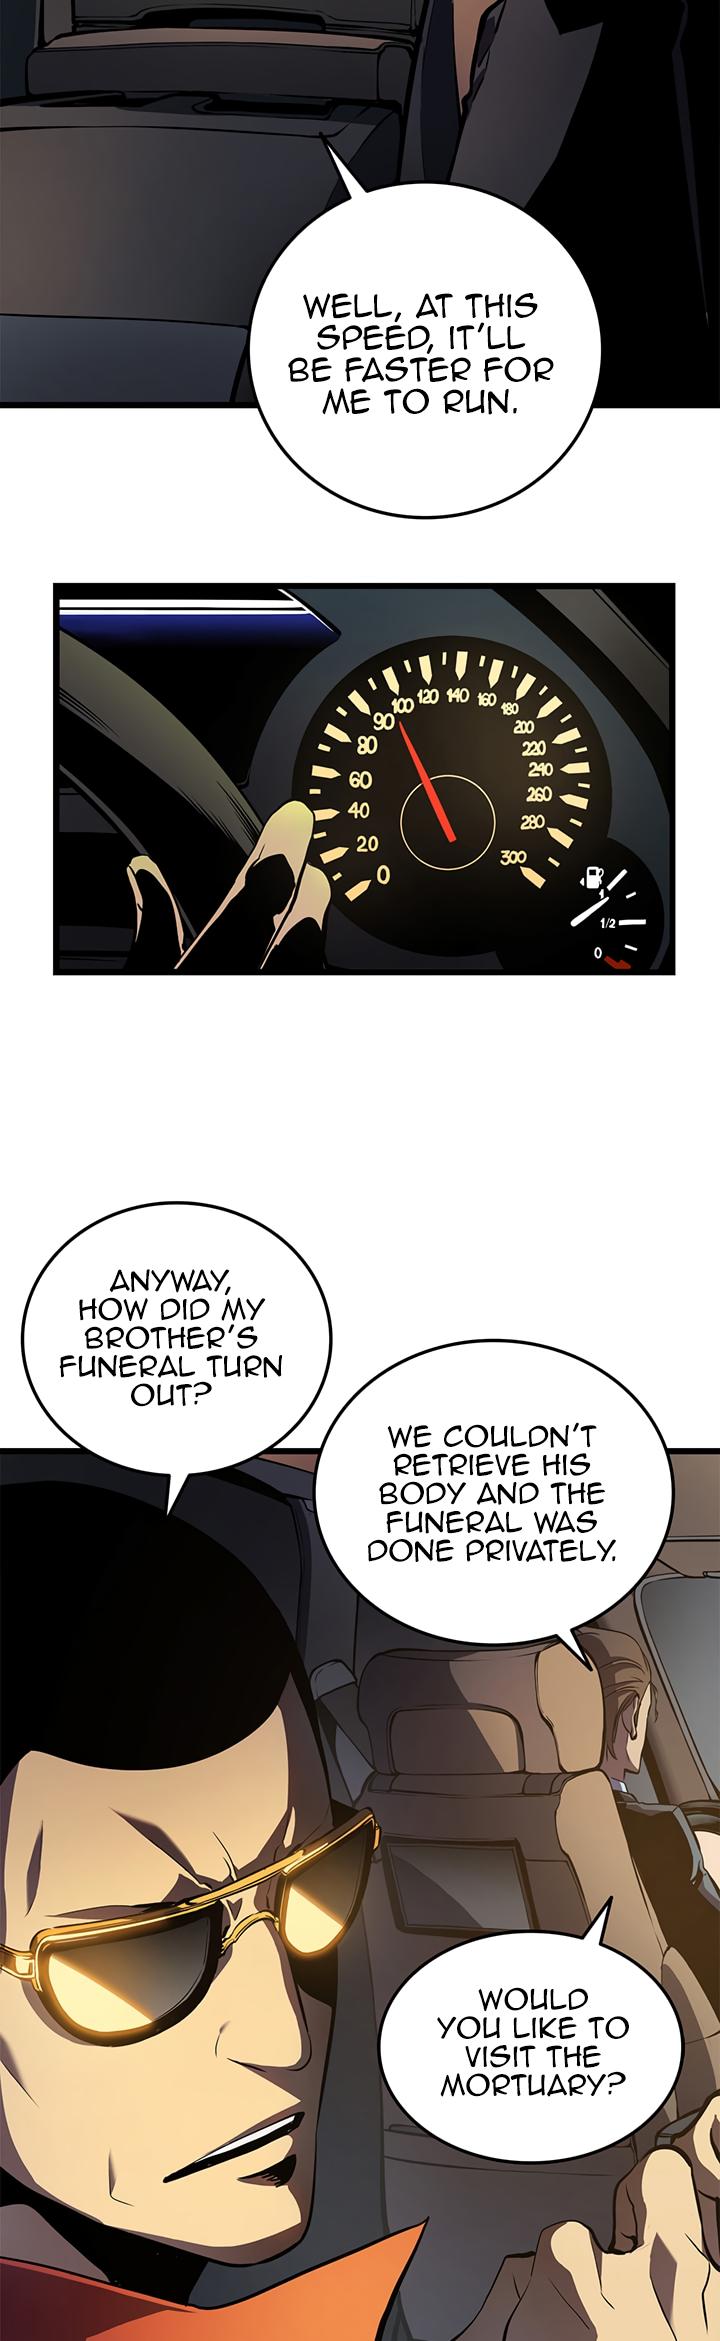 WELL, AT THIS
SPEED, IT'LL
BE FASTER FOR
ME TO RUN.
0
20
40
60
80
90
100
120
140
160
180
200
220
240
260
280
300
1
1/2
0
ANYWAY,
HOW DID MY
BROTHER'S
FUNERAL TURN
OUT?
WE COULDN'T
RETRIEVE HIS
BODY AND THE
FUNERAL WAS
DONE PRIVATELY.
WOULD
YOU LIKE TO
VISIT THE
MORTUARY?